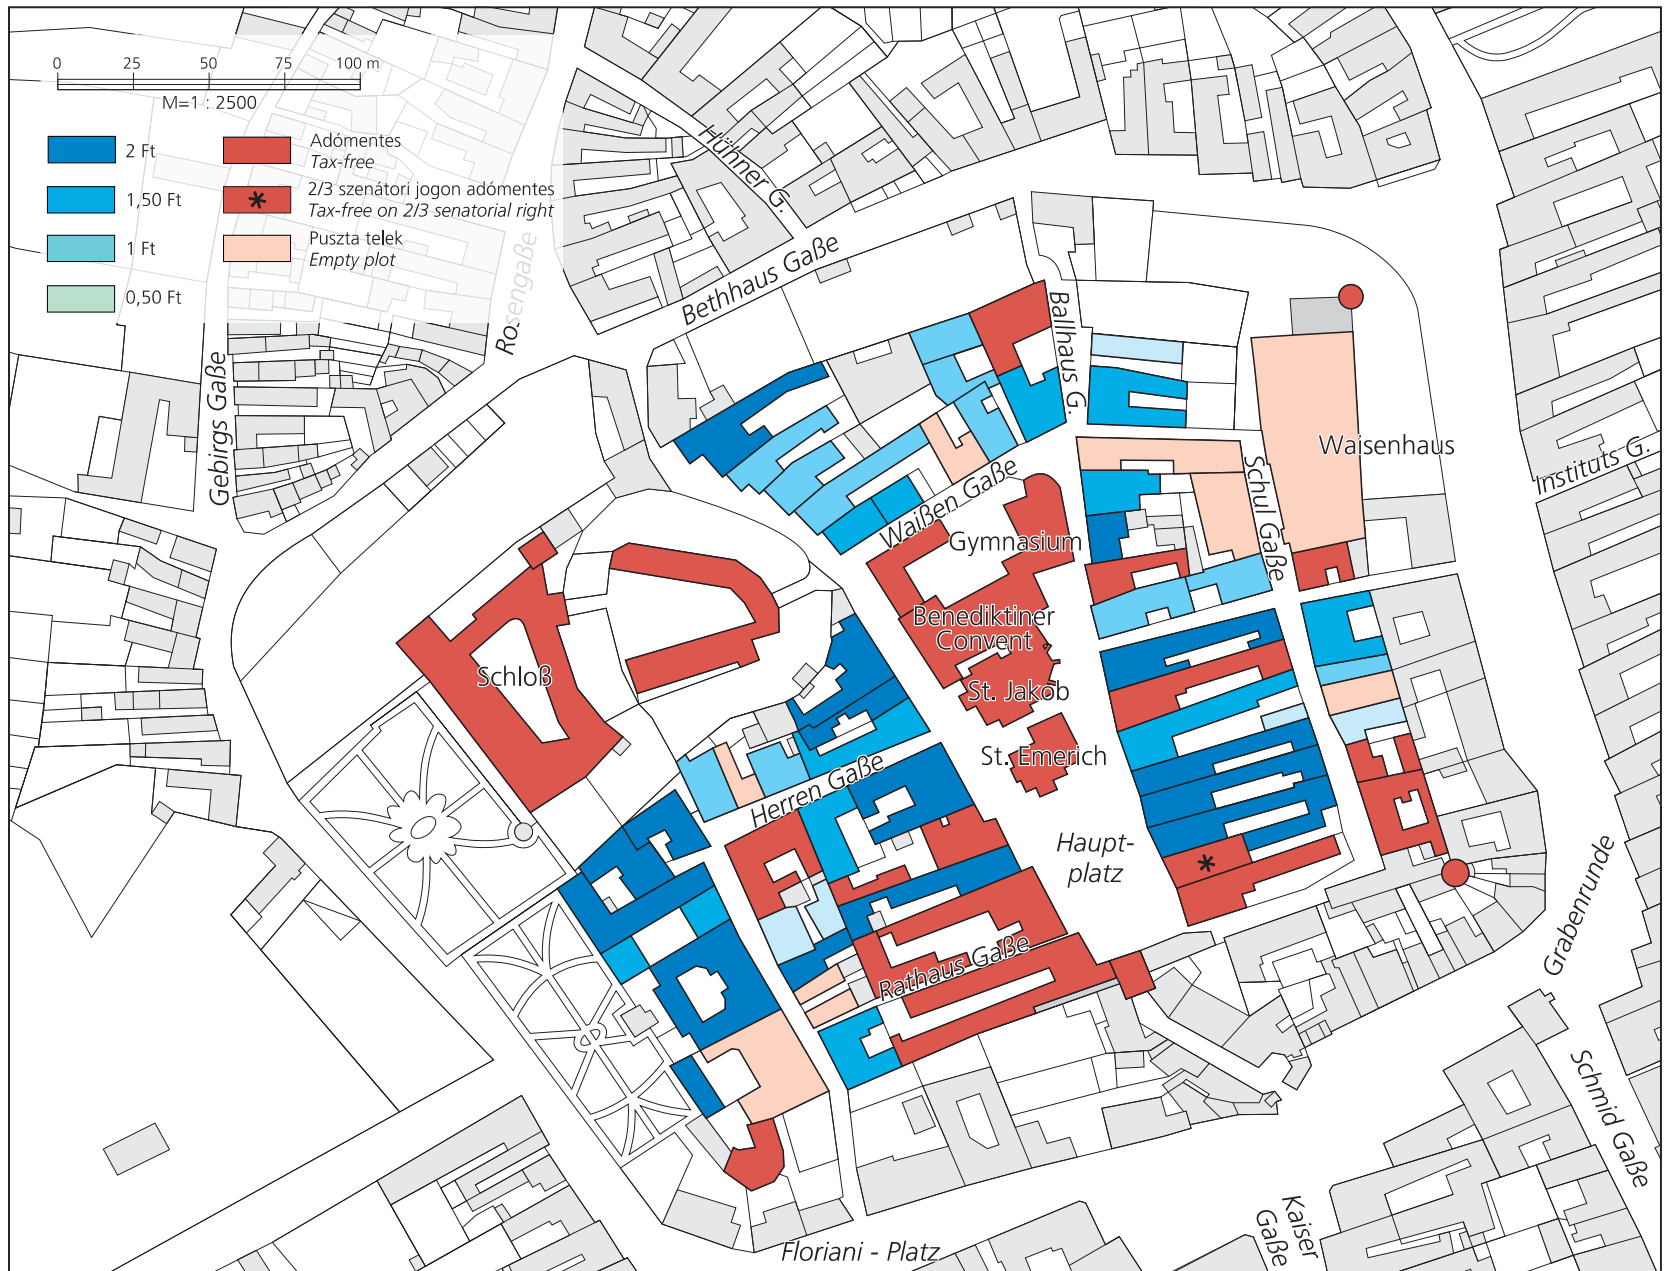 0 25 50 75 100 m
M=1 : 2500
2 Ft
1,50 Ft
1 Ft
0,50 Ft
Adómentes
Tax-free
2/3 szenátori jogon adómentes
Tax-free on 2/3 senatorial right
Puszta telek
Empty plot
Hühner G.
Rosengaße
Bethhaus Gaße
Ballhaus G.
Gebirgs Gaße
Waisenhaus
Instituts G.
Schul Gaße
Waißen Gaße
Gymnasium
Benediktiner
Convent
St. Jakob
St. Emerich
Schloß
Herren Gaße
Haupt-
platz
Rathaus Gaße
Grabenrunde
Schmid Gaße
Kaiser
Gaße
Floriani - Platz